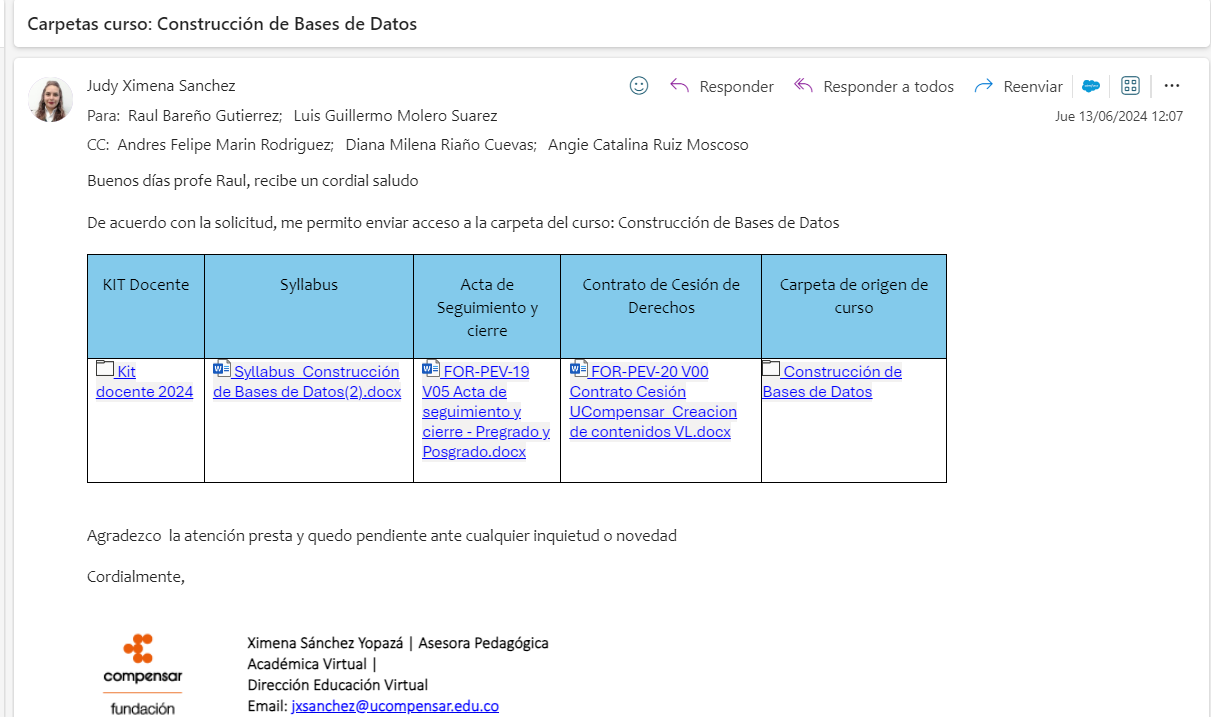 Carpetas curso: Construcción de Bases de Datos
Judy Ximena Sanchez
Responder
Responder a todos
Reenviar
Para: Raul Bareño Gutierrez; Luis Guillermo Molero Suarez
Jue 13/06/2024 12:07
CC: Andres Felipe Marin Rodriguez; Diana Milena Riaño Cuevas; Angie Catalina Ruiz Moscoso
Buenos días profe Raul, recibe un cordial saludo
De acuerdo con la solicitud, me permito enviar acceso a la carpeta del curso: Construcción de Bases de Datos
KIT Docente
Syllabus
Acta de
Seguimiento y
cierre
Contrato de Cesión de
Derechos
Carpeta de origen de
curso
Kit
docente 2024
Syllabus_Construcción
de Bases de Datos(2).docx
FOR-PEV-19
V05 Acta de
seguimiento y
cierre - Pregrado y
Posgrado.docx
FOR-PEV-20 V00
Contrato Cesión
UCompensar_Creacion
de contenidos VL.docx
Construcción de
Bases de Datos
Agradezco la atención presta y quedo pendiente ante cualquier inquietud o novedad
Cordialmente,
compensar
fundación
Ximena Sánchez Yopazá | Asesora Pedagógica
Académica Virtual |
Dirección Educación Virtual
Email: jxsanchez@ucompensar.edu.co